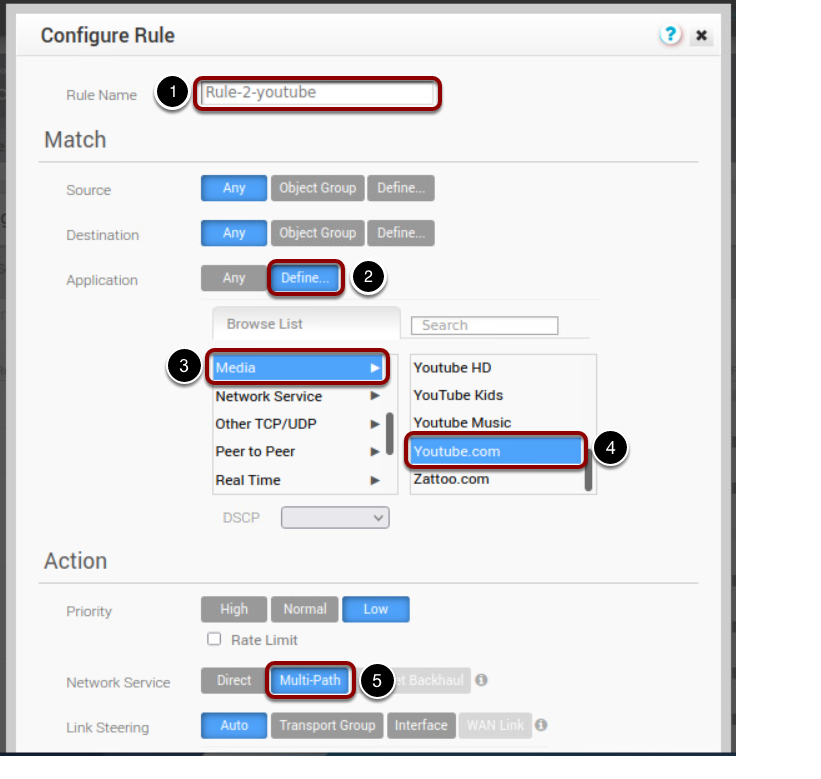 Configure Rule ? ×
Rule Name 1 Rule-2-youtube
Match
Source Any Object Group Define...
Destination Any Object Group Define...
Application Any Define... 2
Browse List Search
3 Media Youtube HD
Network Service YouTube Kids
Other TCP/UDP Youtube Music
Peer to Peer Youtube.com 4
Real Time Zattoo.com
DSCP
Action
Priority High Normal Low
Rate Limit
Network Service Direct Multi-Path 5 et Backhaul i
Link Steering Auto Transport Group Interface WAN Link i